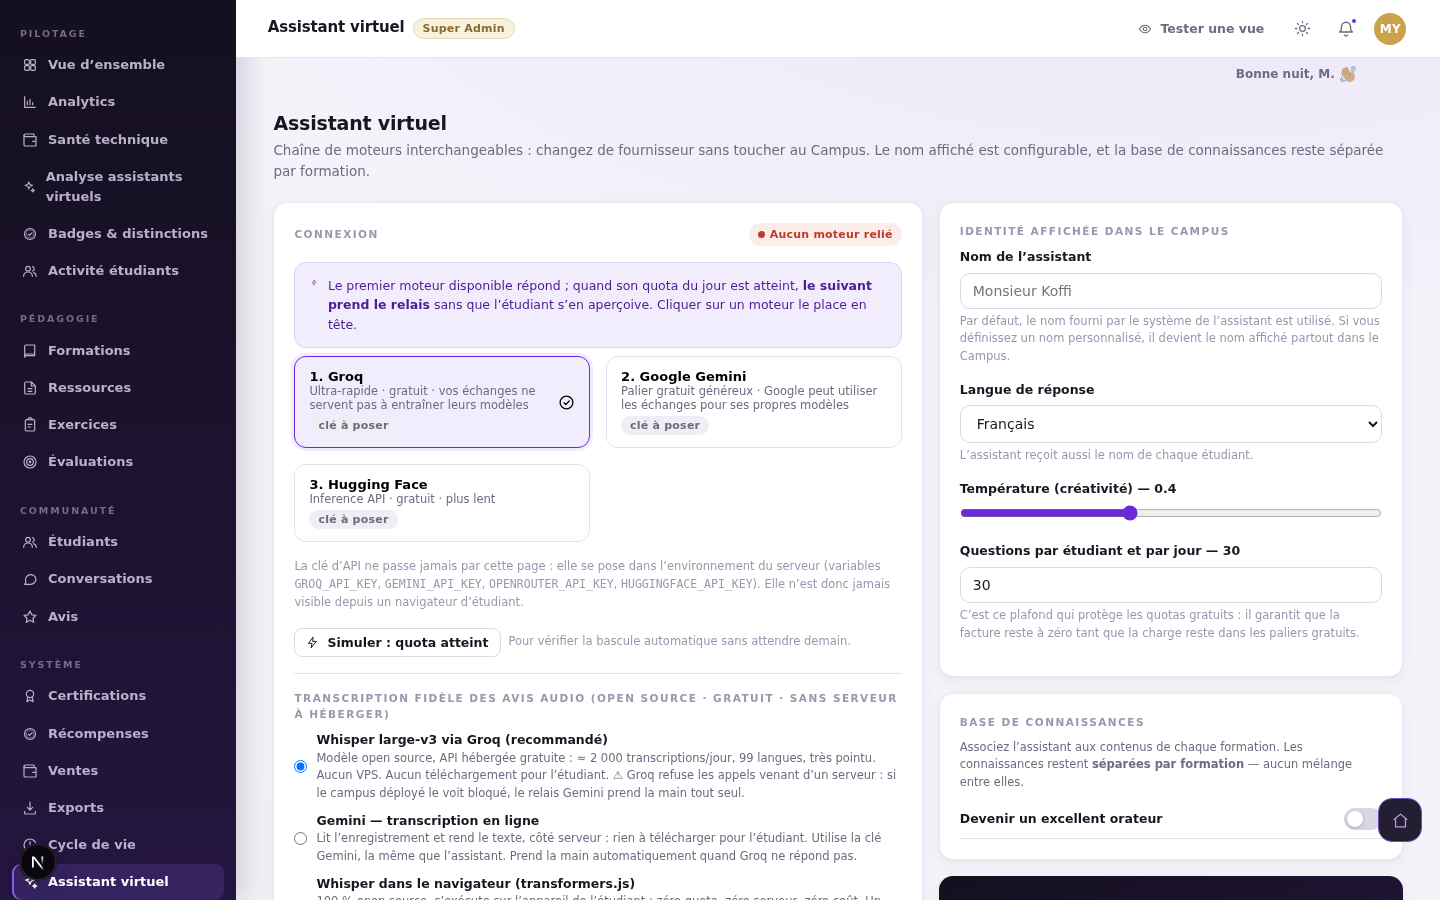 PILOTAGE
Vue d’ensemble
Analytics
Santé technique
Analyse assistants
virtuels
Badges & distinctions
Activité étudiants
PÉDAGOGIE
Formations
Ressources
Exercices
Évaluations
COMMUNAUTÉ
Étudiants
Conversations
Avis
SYSTÈME
Certifications
Récompenses
Ventes
Exports
Cycle de vie
N
Assistant virtuel
Assistant virtuel
Super Admin
Tester une vue
MY
Bonne nuit, M. 👋🏽
Assistant virtuel
Chaîne de moteurs interchangeables : changez de fournisseur sans toucher au Campus. Le nom affiché est configurable, et la base de connaissances reste séparée
par formation.
CONNEXION
Aucun moteur relié
Le premier moteur disponible répond ; quand son quota du jour est atteint, le suivant
prend le relais sans que l’étudiant s’en aperçoive. Cliquer sur un moteur le place en
tête.
1. Groq
Ultra-rapide · gratuit · vos échanges ne
servent pas à entraîner leurs modèles
clé à poser
2. Google Gemini
Palier gratuit généreux · Google peut utiliser
les échanges pour ses propres modèles
clé à poser
3. Hugging Face
Inference API · gratuit · plus lent
clé à poser
La clé d’API ne passe jamais par cette page : elle se pose dans l’environnement du serveur (variables
GROQ_API_KEY, GEMINI_API_KEY, OPENROUTER_API_KEY, HUGGINGFACE_API_KEY). Elle n’est donc jamais
visible depuis un navigateur d’étudiant.
Simuler : quota atteint
Pour vérifier la bascule automatique sans attendre demain.
TRANSCRIPTION FIDÈLE DES AVIS AUDIO (OPEN SOURCE · GRATUIT · SANS SERVEUR
À HÉBERGER)
Whisper large-v3 via Groq (recommandé)
Modèle open source, API hébergée gratuite : ≈ 2 000 transcriptions/jour, 99 langues, très pointu.
Aucun VPS. Aucun téléchargement pour l’étudiant. ⚠ Groq refuse les appels venant d’un serveur : si
le campus déployé le voit bloqué, le relais Gemini prend la main tout seul.
Gemini — transcription en ligne
Lit l’enregistrement et rend le texte, côté serveur : rien à télécharger pour l’étudiant. Utilise la clé
Gemini, la même que l’assistant. Prend la main automatiquement quand Groq ne répond pas.
Whisper dans le navigateur (transformers.js)
100 % open source, s’exécute sur l’appareil de l’étudiant : zéro quota, zéro serveur, zéro coût. Un
IDENTITÉ AFFICHÉE DANS LE CAMPUS
Nom de l’assistant
Monsieur Koffi
Par défaut, le nom fourni par le système de l’assistant est utilisé. Si vous
définissez un nom personnalisé, il devient le nom affiché partout dans le
Campus.
Langue de réponse
Français
L’assistant reçoit aussi le nom de chaque étudiant.
Température (créativité) — 0.4
Questions par étudiant et par jour — 30
30
C’est ce plafond qui protège les quotas gratuits : il garantit que la
facture reste à zéro tant que la charge reste dans les paliers gratuits.
BASE DE CONNAISSANCES
Associez l’assistant aux contenus de chaque formation. Les
connaissances restent séparées par formation — aucun mélange
entre elles.
Devenir un excellent orateur